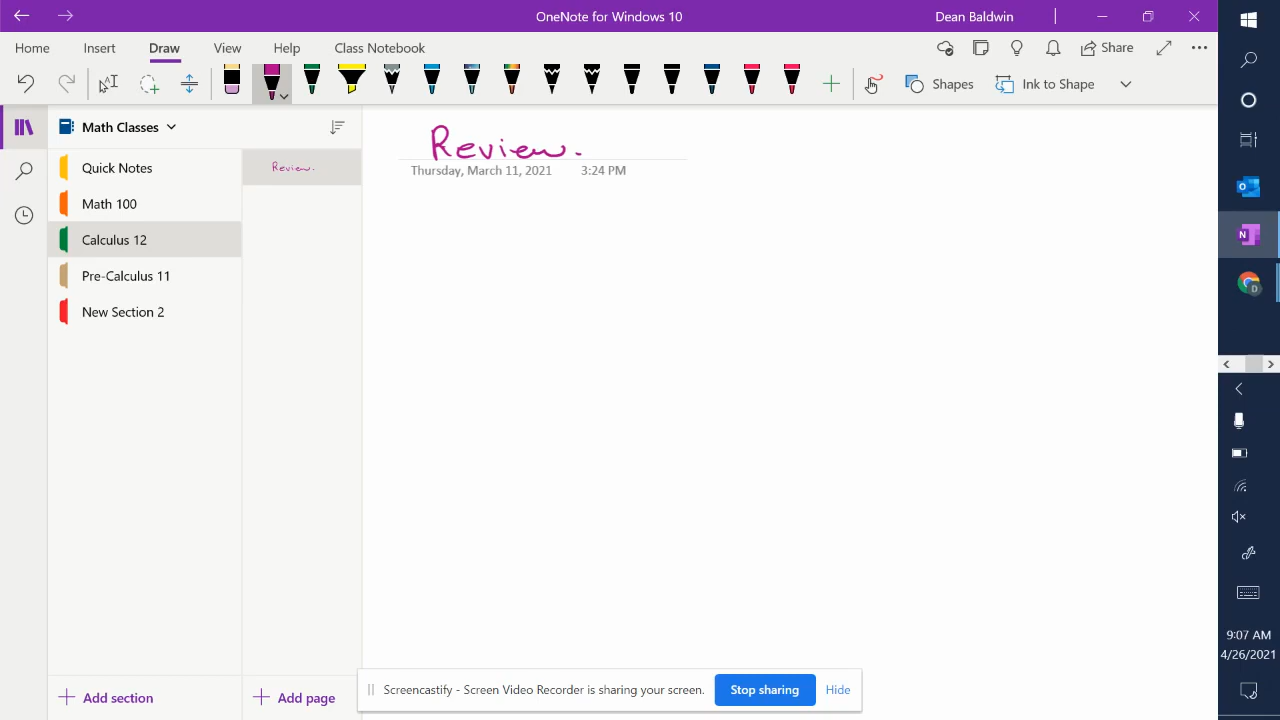 OneNote for Windows 10
Dean Baldwin
Home Insert Draw View Help Class Notebook
Share
Shapes
Ink to Shape
Math Classes
Quick Notes
Math 100
Calculus 12
Pre-Calculus 11
New Section 2
Review.
Review.
Thursday, March 11, 2021 3:24 PM
Add section
Add page
Screencastify - Screen Video Recorder is sharing your screen.
Stop sharing
Hide
N
D
9:07 AM
4/26/2021